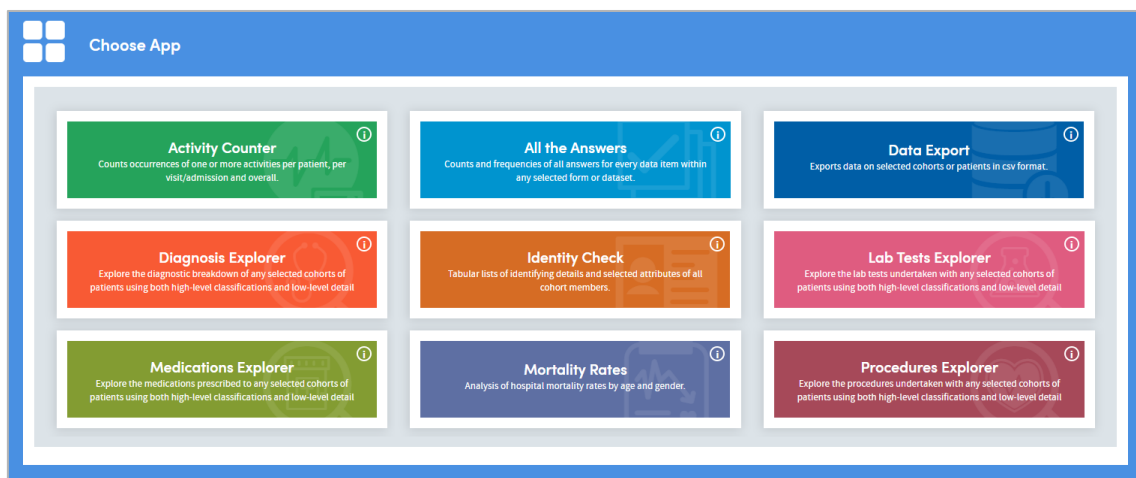 Choose App
Activity Counter
Counts occurrences of one or more activities per patient, per
visit/admission and overall.
All the Answers
Counts and frequencies of all answers for every data item within
any selected form or dataset.
Data Export
Exports data on selected cohorts or patients in csv format.
Diagnosis Explorer
Explore the diagnostic breakdown of any selected cohorts of
patients using both high-level classifications and low-level detail
Identity Check
Tabular lists of identifying details and selected attributes of all
cohort members.
Lab Tests Explorer
Explore the lab tests undertaken with any selected cohorts of
patients using both high-level classifications and low-level detail
Medications Explorer
Explore the medications prescribed to any selected cohorts of
patients using both high-level classifications and low-level detail
Mortality Rates
Analysis of hospital mortality rates by age and gender.
Procedures Explorer
Explore the procedures undertaken with any selected cohorts of
patients using both high-level classifications and low-level detail